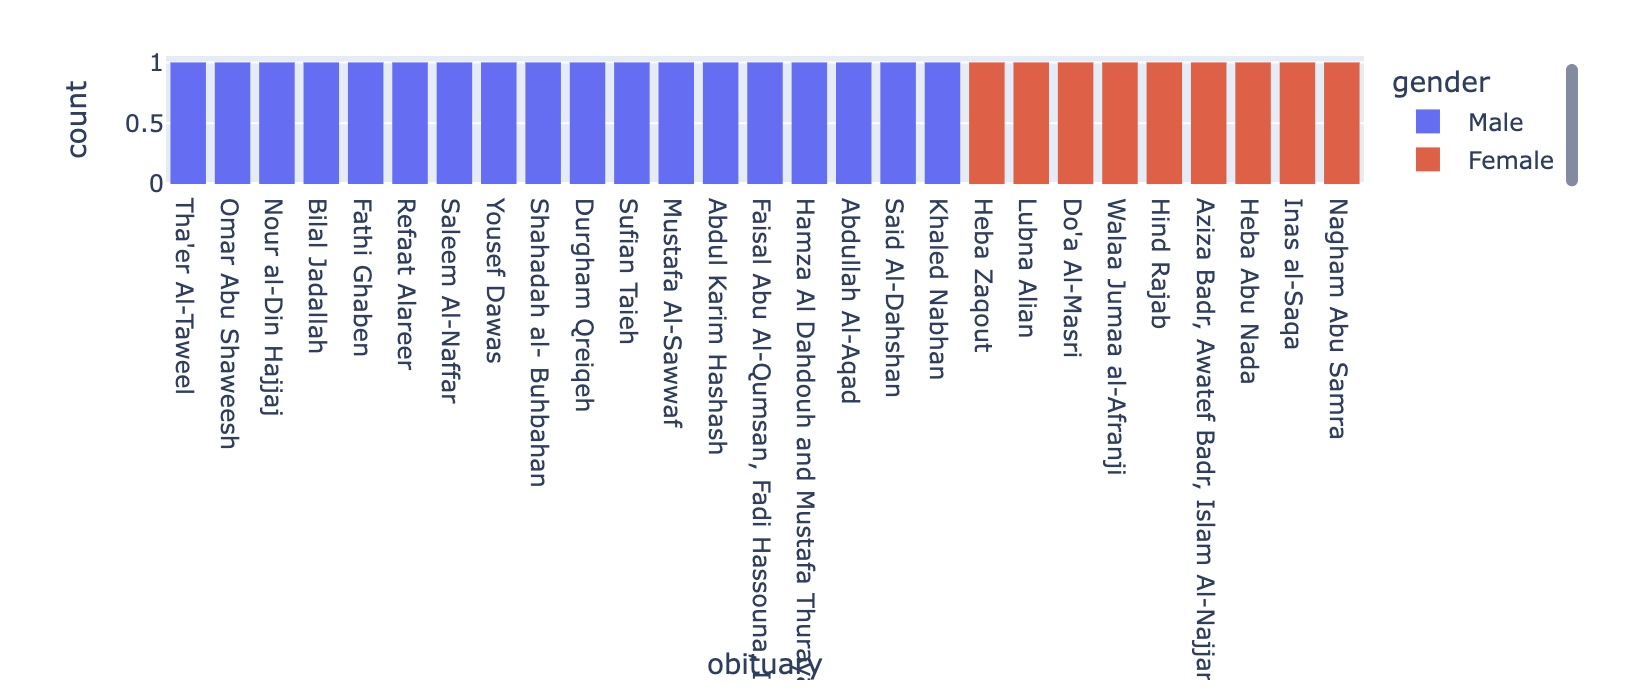 count
1
0.5
0
Tha'er Al-Taweel
Omar Abu Shaweesh
Nour al-Din Hajjaj
Bilal Jadallah
Fathi Ghaben
Refaat Alareer
Saleem Al-Naffar
Yousef Dawas
Shahadah al- Buhbahan
Durgham Qreiqeh
Sufian Taieh
Mustafa Al-Sawwaf
Abdul Karim Hashash
Faisal Abu Al-Qumsan, Fadi Hassouna,
Hamza Al Dahdouh and Mustafa
Abdullah Al-Aqad
Said Al-Dahshan
Khaled Nabhan
Heba Zaqout
Lubna Alian
Do'a Al-Masri
Walaa Jumaa al-Afranji
Hind Rajab
Aziza Badr, Awatef Badr, Islam Al-Najjar
Heba Abu Nada
Inas al-Saqa
Nagham Abu Samra
obituary
gender
Male
Female